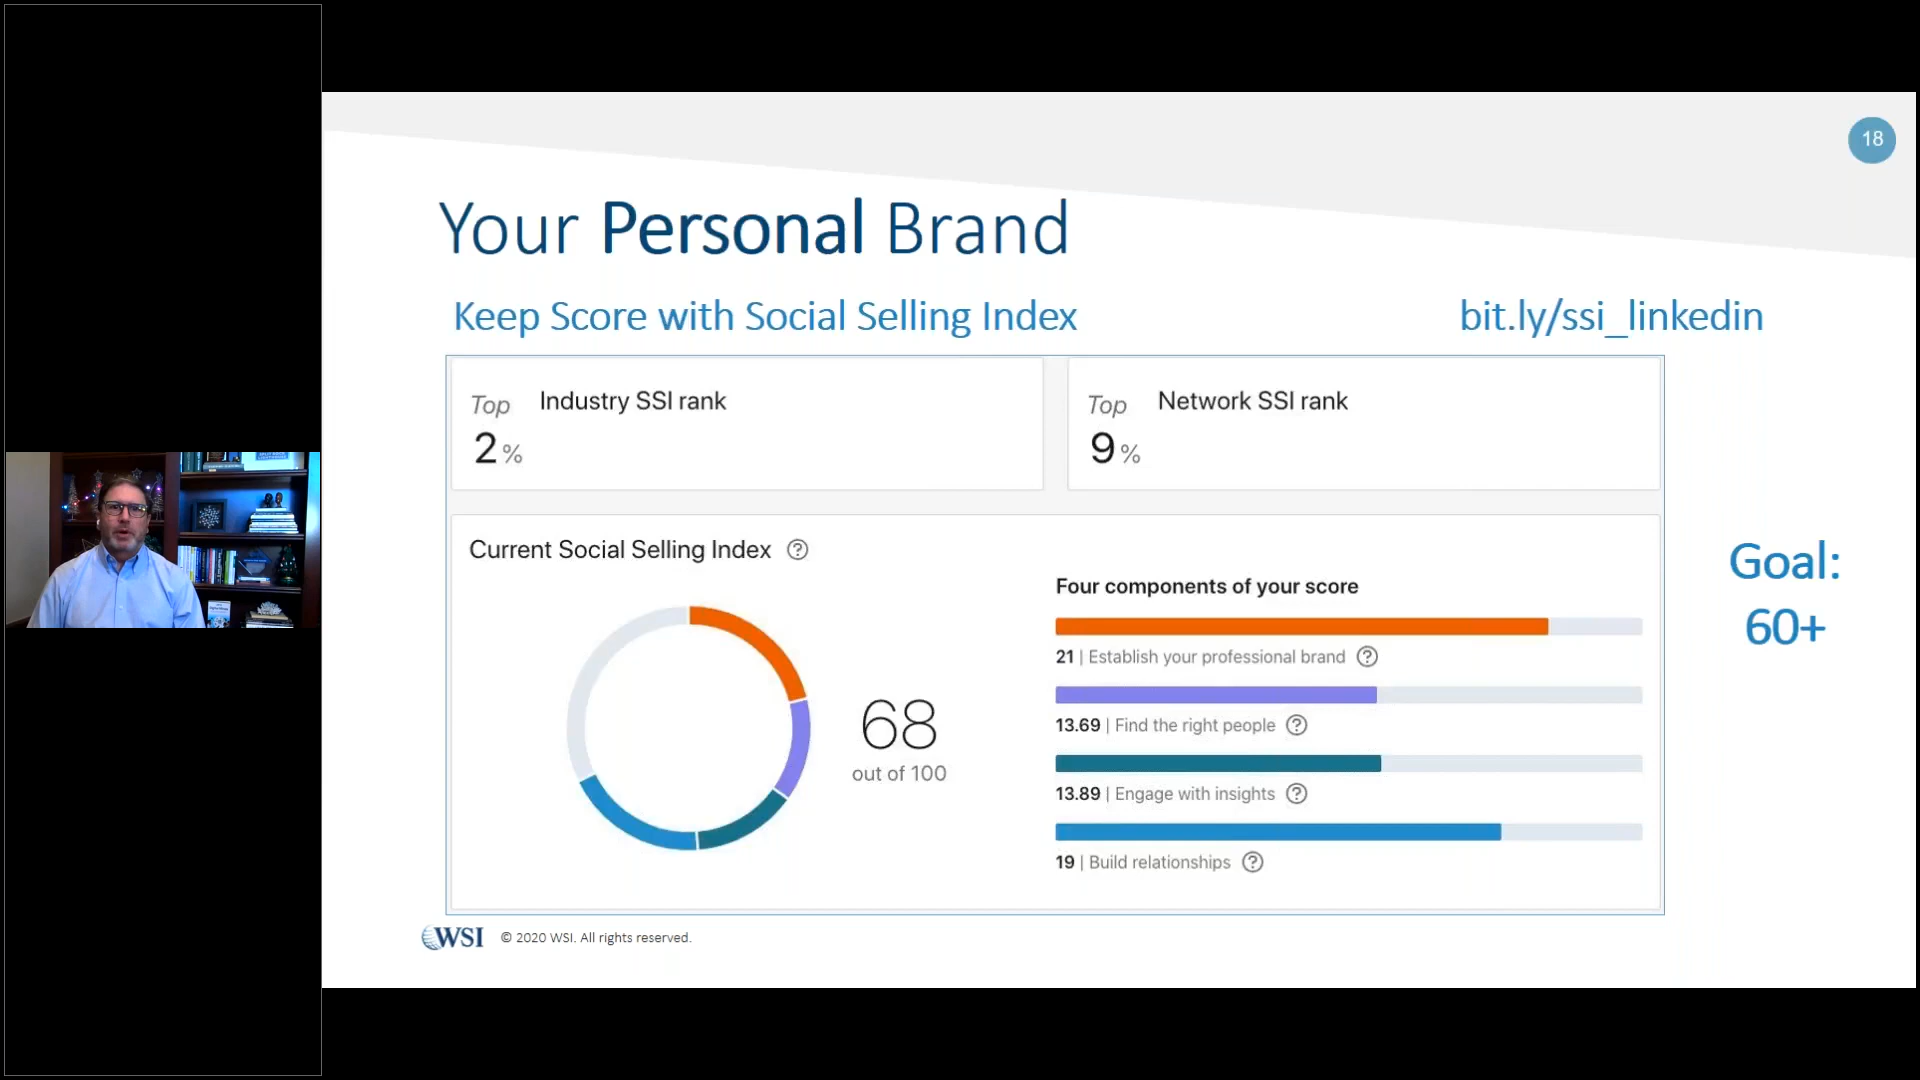 18
Your Personal Brand
Keep Score with Social Selling Index
bit.ly/ssi_linkedin
Top
2 %
Industry SSI rank
Top
9 %
Network SSI rank
Current Social Selling Index ?
68
out of 100
Four components of your score
21 | Establish your professional brand ?
13.69 | Find the right people ?
13.89 | Engage with insights ?
19 | Build relationships ?
Goal:
60+
WSI
© 2020 WSI. All rights reserved.